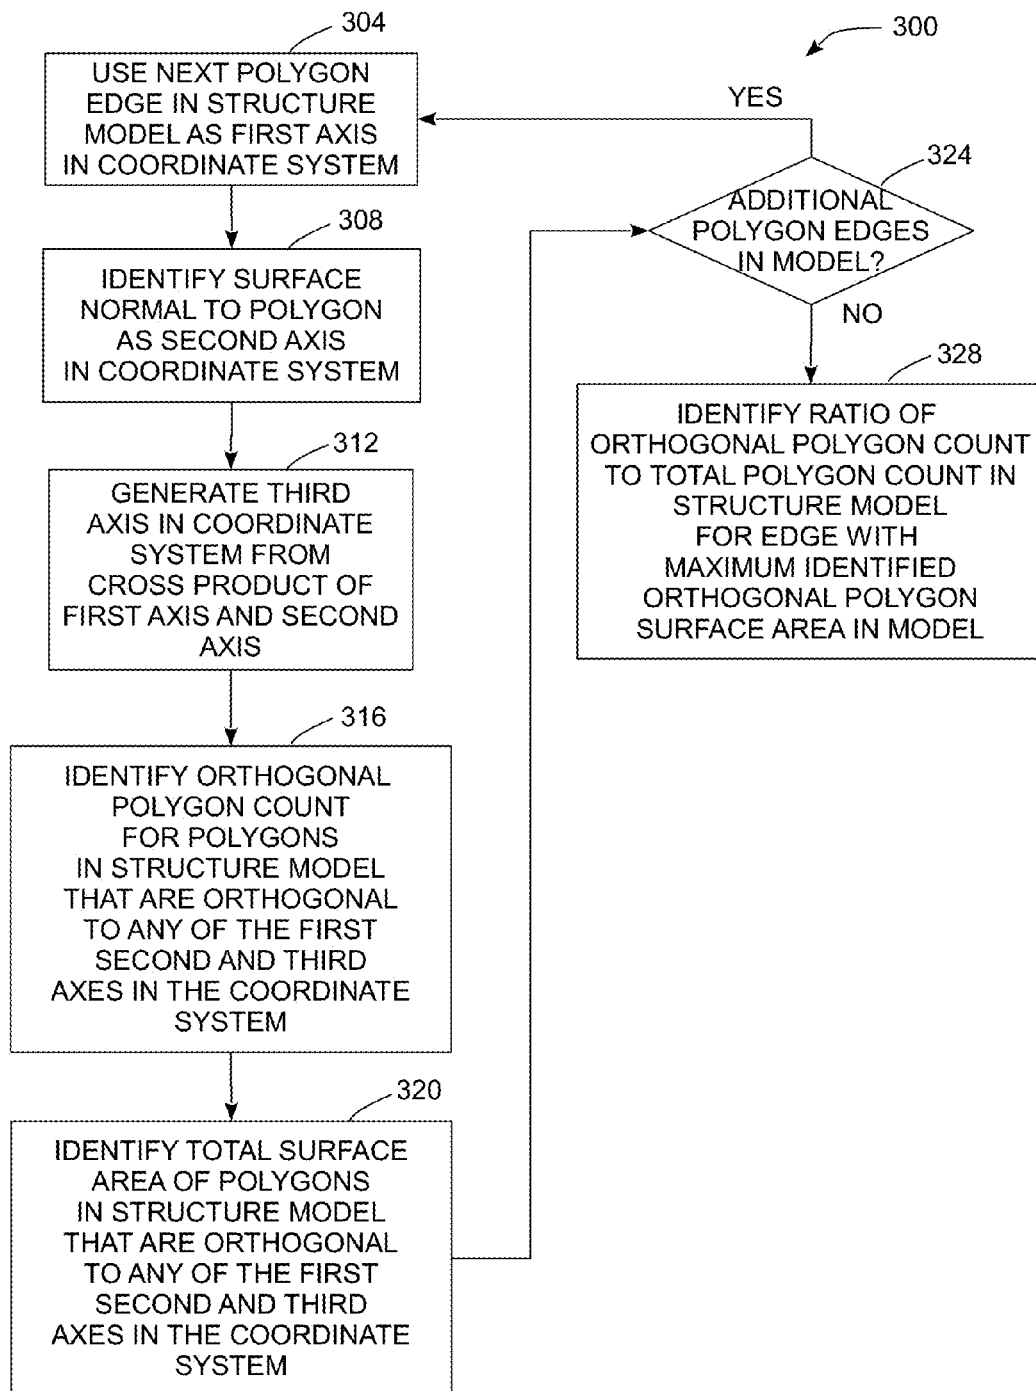 300
304
USE NEXT POLYGON
EDGE IN STRUCTURE
MODEL AS FIRST AXIS
IN COORDINATE SYSTEM
308
IDENTIFY SURFACE
NORMAL TO POLYGON
AS SECOND AXIS
IN COORDINATE SYSTEM
312
GENERATE THIRD
AXIS IN COORDINATE
SYSTEM FROM
CROSS PRODUCT OF
FIRST AXIS AND SECOND
AXIS
316
IDENTIFY ORTHOGONAL
POLYGON COUNT
FOR POLYGONS
IN STRUCTURE MODEL
THAT ARE ORTHOGONAL
TO ANY OF THE FIRST
SECOND AND THIRD
AXES IN THE COORDINATE
SYSTEM
320
IDENTIFY TOTAL SURFACE
AREA OF POLYGONS
IN STRUCTURE MODEL
THAT ARE ORTHOGONAL
TO ANY OF THE FIRST
SECOND AND THIRD
AXES IN THE COORDINATE
SYSTEM
324
ADDITIONAL
POLYGON EDGES
IN MODEL?
YES
NO
328
IDENTIFY RATIO OF
ORTHOGONAL POLYGON COUNT
TO TOTAL POLYGON COUNT IN
STRUCTURE MODEL
FOR EDGE WITH
MAXIMUM IDENTIFIED
ORTHOGONAL POLYGON
SURFACE AREA IN MODEL